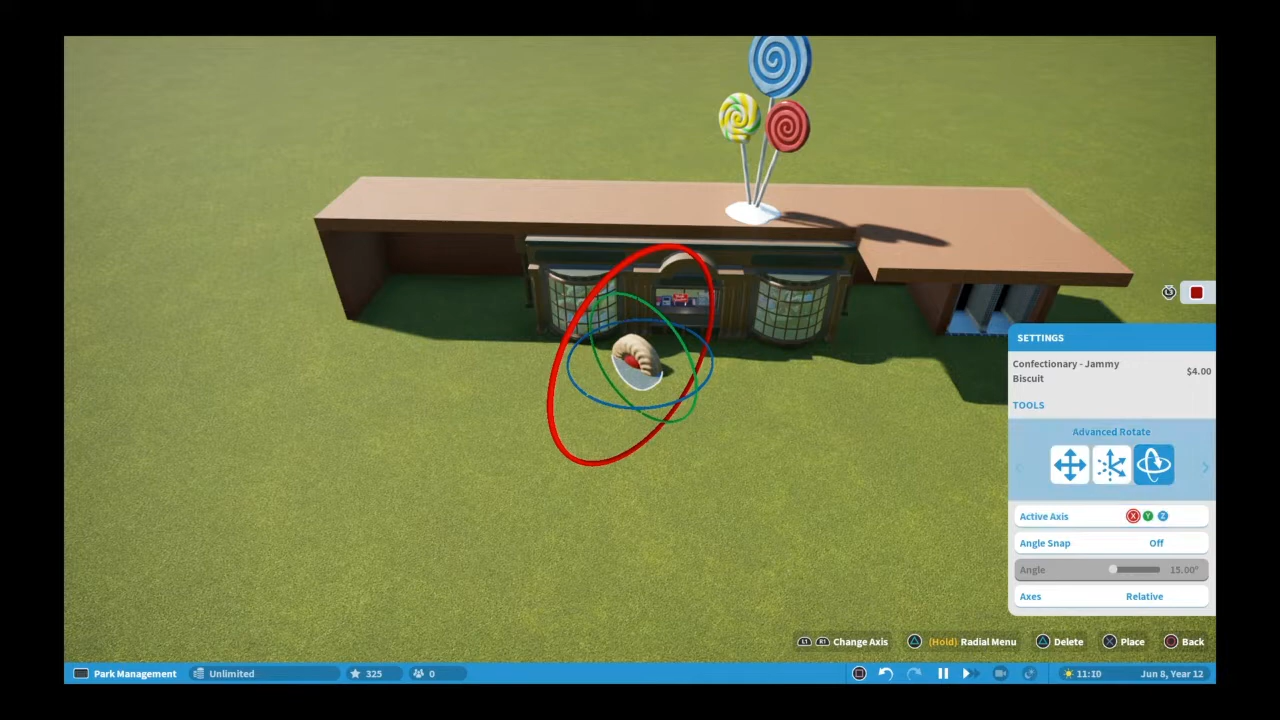 SETTINGS
Confectionary - Jammy
Biscuit
$4.00
TOOLS
Advanced Rotate
Active Axis X Y Z
Angle Snap Off
Angle 15.00°
Axes Relative
L1 R1 Change Axis (Hold) Radial Menu Delete Place Back
Park Management Unlimited 325 0 11:10 Jun 8, Year 12